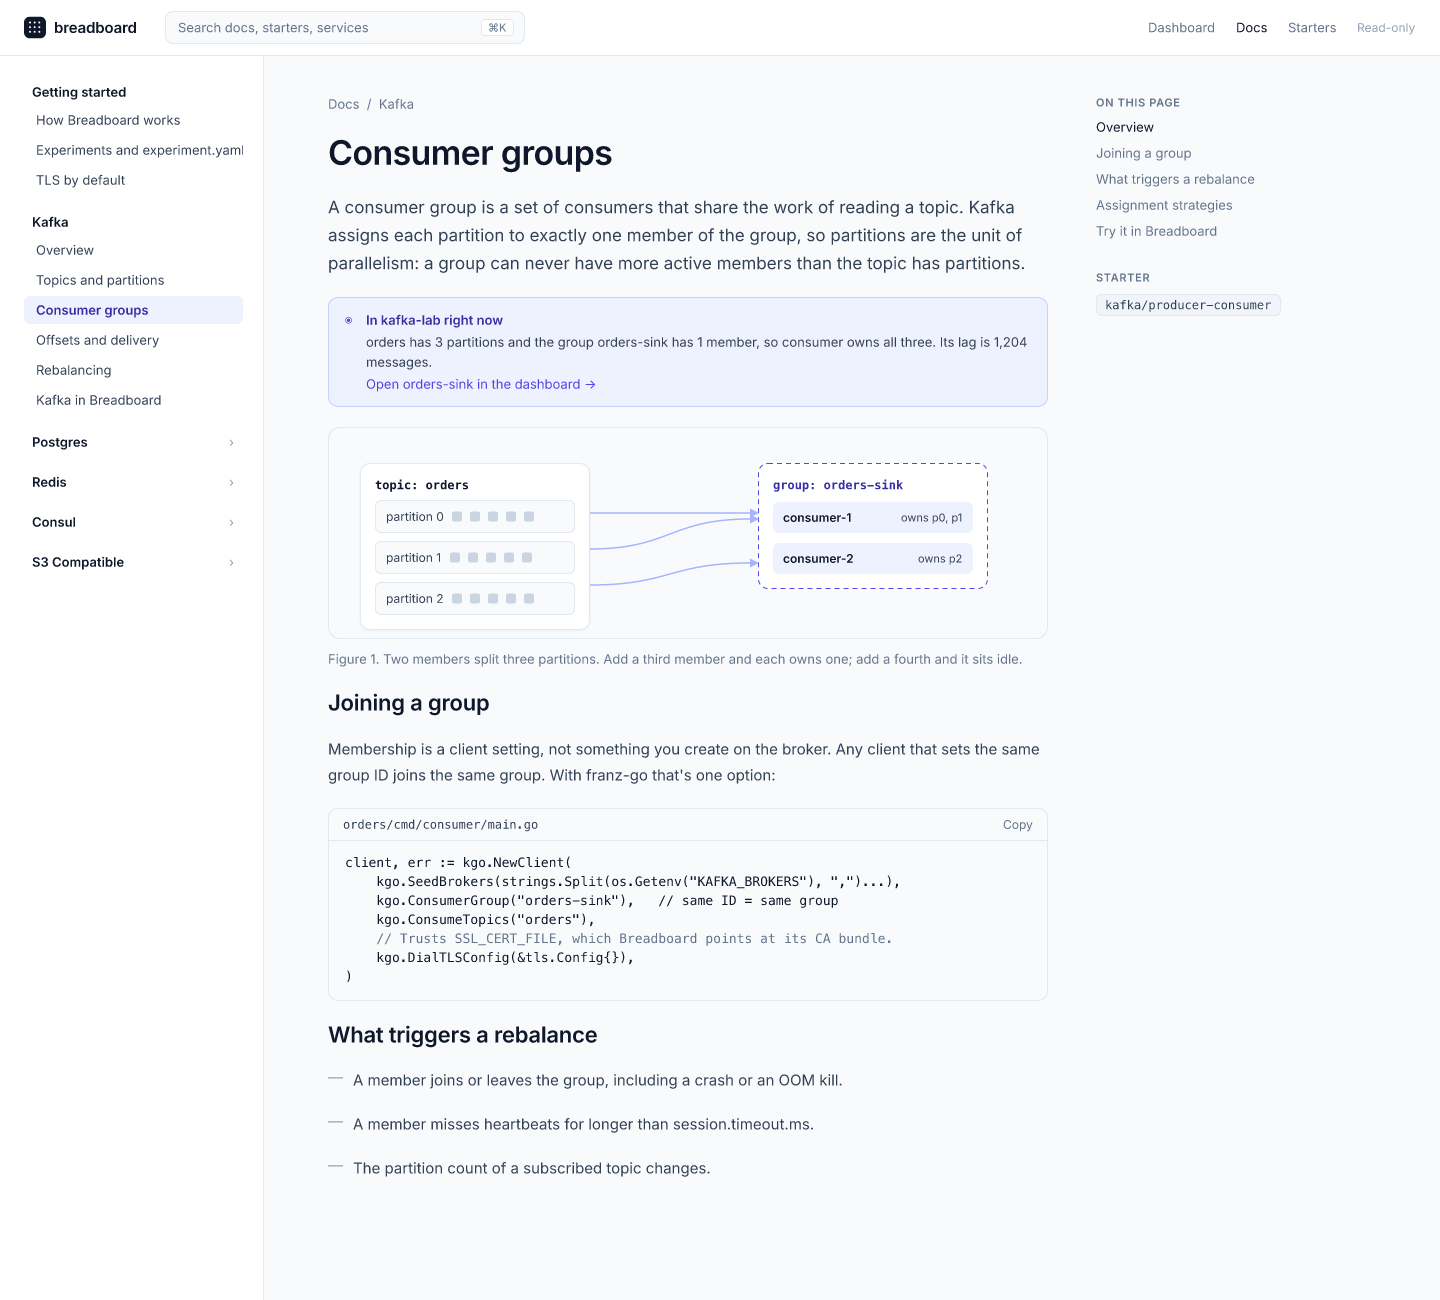 breadboard
Search docs, starters, services
⌘K
Dashboard
Docs
Starters
Read-only
Getting started
How Breadboard works
Experiments and experiment.yaml
TLS by default
Kafka
Overview
Topics and partitions
Consumer groups
Offsets and delivery
Rebalancing
Kafka in Breadboard
Postgres
Redis
Consul
S3 Compatible
Docs / Kafka
Consumer groups
A consumer group is a set of consumers that share the work of reading a topic. Kafka
assigns each partition to exactly one member of the group, so partitions are the unit of
parallelism: a group can never have more active members than the topic has partitions.
In kafka-lab right now
orders has 3 partitions and the group orders-sink has 1 member, so consumer owns all three. Its lag is 1,204
messages.
Open orders-sink in the dashboard →
topic: orders
partition 0
partition 1
partition 2
group: orders-sink
consumer-1 owns p0, p1
consumer-2 owns p2
Figure 1. Two members split three partitions. Add a third member and each owns one; add a fourth and it sits idle.
Joining a group
Membership is a client setting, not something you create on the broker. Any client that sets the same
group ID joins the same group. With franz-go that's one option:
orders/cmd/consumer/main.go
Copy
client, err := kgo.NewClient(
    kgo.SeedBrokers(strings.Split(os.Getenv("KAFKA_BROKERS"), ",")...),
    kgo.ConsumerGroup("orders-sink"),   // same ID = same group
    kgo.ConsumeTopics("orders"),
    // Trusts SSL_CERT_FILE, which Breadboard points at its CA bundle.
    kgo.DialTLSConfig(&tls.Config{}),
)
What triggers a rebalance
— A member joins or leaves the group, including a crash or an OOM kill.
— A member misses heartbeats for longer than session.timeout.ms.
— The partition count of a subscribed topic changes.
ON THIS PAGE
Overview
Joining a group
What triggers a rebalance
Assignment strategies
Try it in Breadboard
STARTER
kafka/producer-consumer